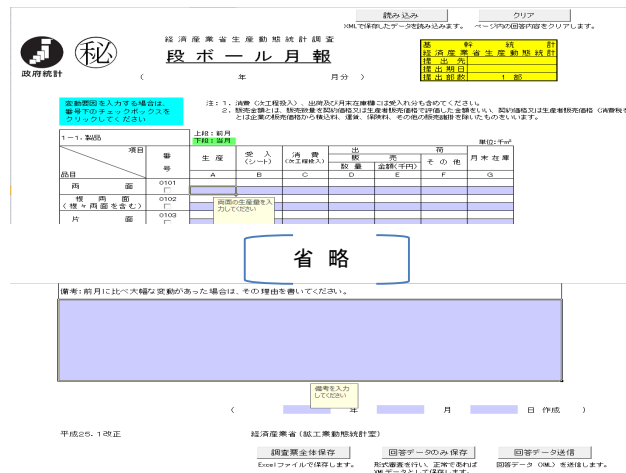 読み込み
クリア
XMLで保存したデータを読み込みます。 ページ内の回答内容をクリアします。
経済産業省生産動態統計調査
段ボール月報
政府統計
秘
( 年 月分 )
基幹統計
経済産業省生産動態統計
提出先
提出期日
提出部数 1部
変動要因を入力する場合は、
番号下のチェックボックスを
クリックしてください
注:1. 消費(次工程投入)、出荷及び月末在庫欄には受入れ分も含めてください。
2. 販売金額とは、販売数量を契約価格又は生産者販売価格で評価した金額をいい、契約価格又は生産者販売価格(消費税を
とは企業の販売価格から積込料、運賃、保険料、その他の販売諸掛を除いたものをいいます。
上段:前月
下段:当月
1-1.製品
単位:千m²
項目
品目
番号
生産
受入
(シート)
消費
(次工程投入)
出荷
販売
数量
金額(千円)
その他
月末在庫
A B C D E F G
両面 0101
複両面
(複々両面を含む) 0102
片面 0103
両面の生産量を入
力してください
省略
備考:前月に比べ大幅な変動があった場合は、その理由を書いてください。
備考を入力
してください
( 年 月 日 作成 )
平成25.1改正
経済産業省(鉱工業動態統計室)
調査票全体保存
回答データのみ保存
回答データ送信
Excelファイルで保存します。
形式審査を行い、正常であれば
XMLデータとして保存します。
回答データ(XML)を送信します。